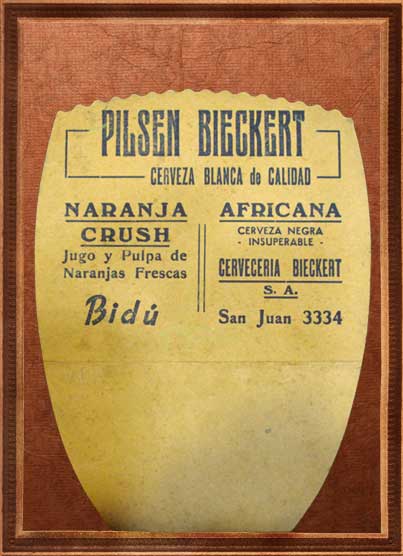 PILSEN BIECKERT
CERVEZA BLANCA de CALIDAD
NARANJA
CRUSH
Jugo y Pulpa de
Naranjas Frescas
Bidú
AFRICANA
CERVEZA NEGRA
- INSUPERABLE -
CERVECERIA BIECKERT
S. A.
San Juan 3334